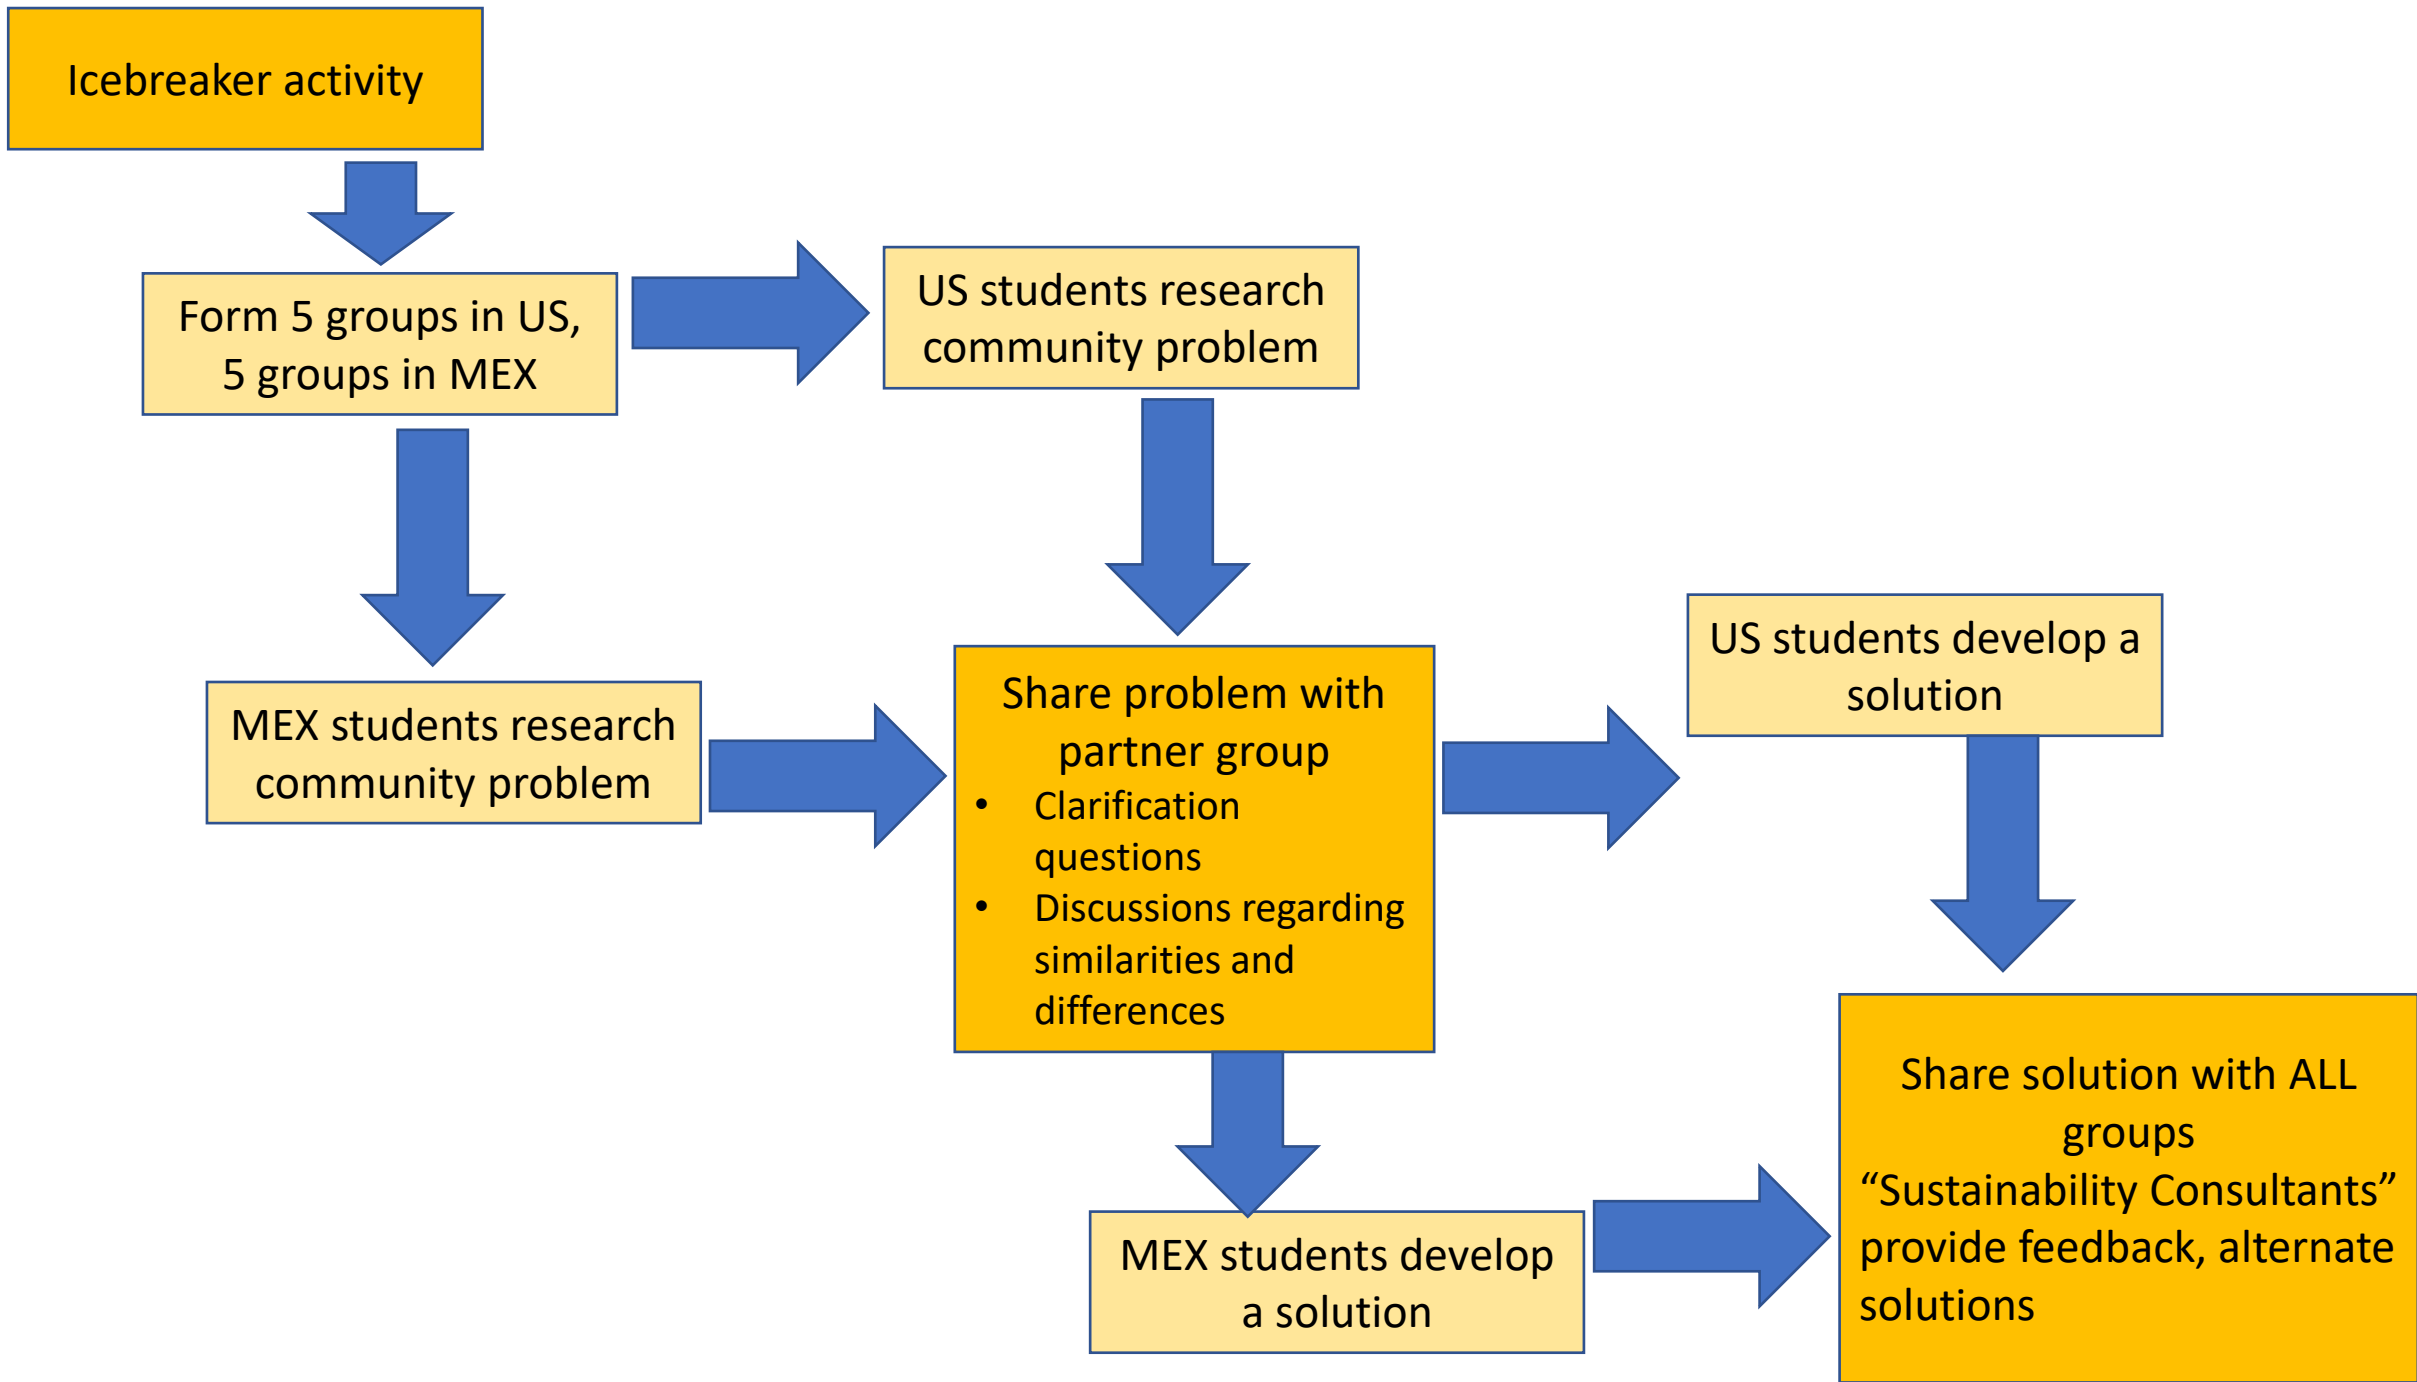 Icebreaker activity
Form 5 groups in US,
5 groups in MEX
US students research
community problem
MEX students research
community problem
Share problem with
partner group
• Clarification
questions
• Discussions regarding
similarities and
differences
US students develop a
solution
MEX students develop
a solution
Share solution with ALL
groups
“Sustainability Consultants”
provide feedback, alternate
solutions